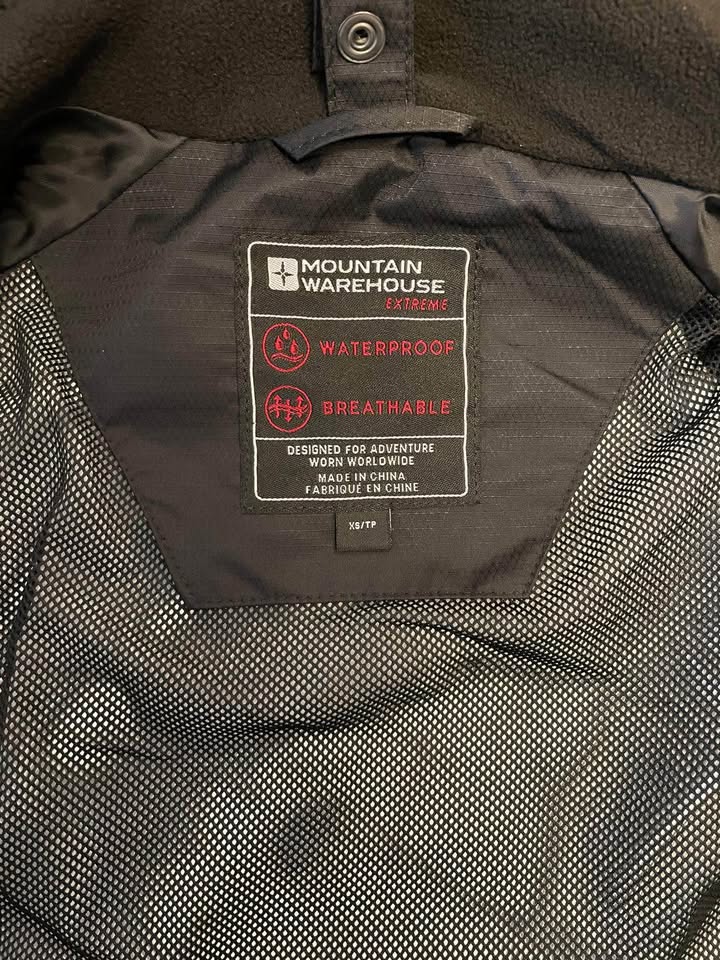 MOUNTAIN
WAREHOUSE
EXTREME
WATERPROOF
BREATHABLE
DESIGNED FOR ADVENTURE
WORN WORLDWIDE
MADE IN CHINA
FABRIQUÉ EN CHINE
XS/TP